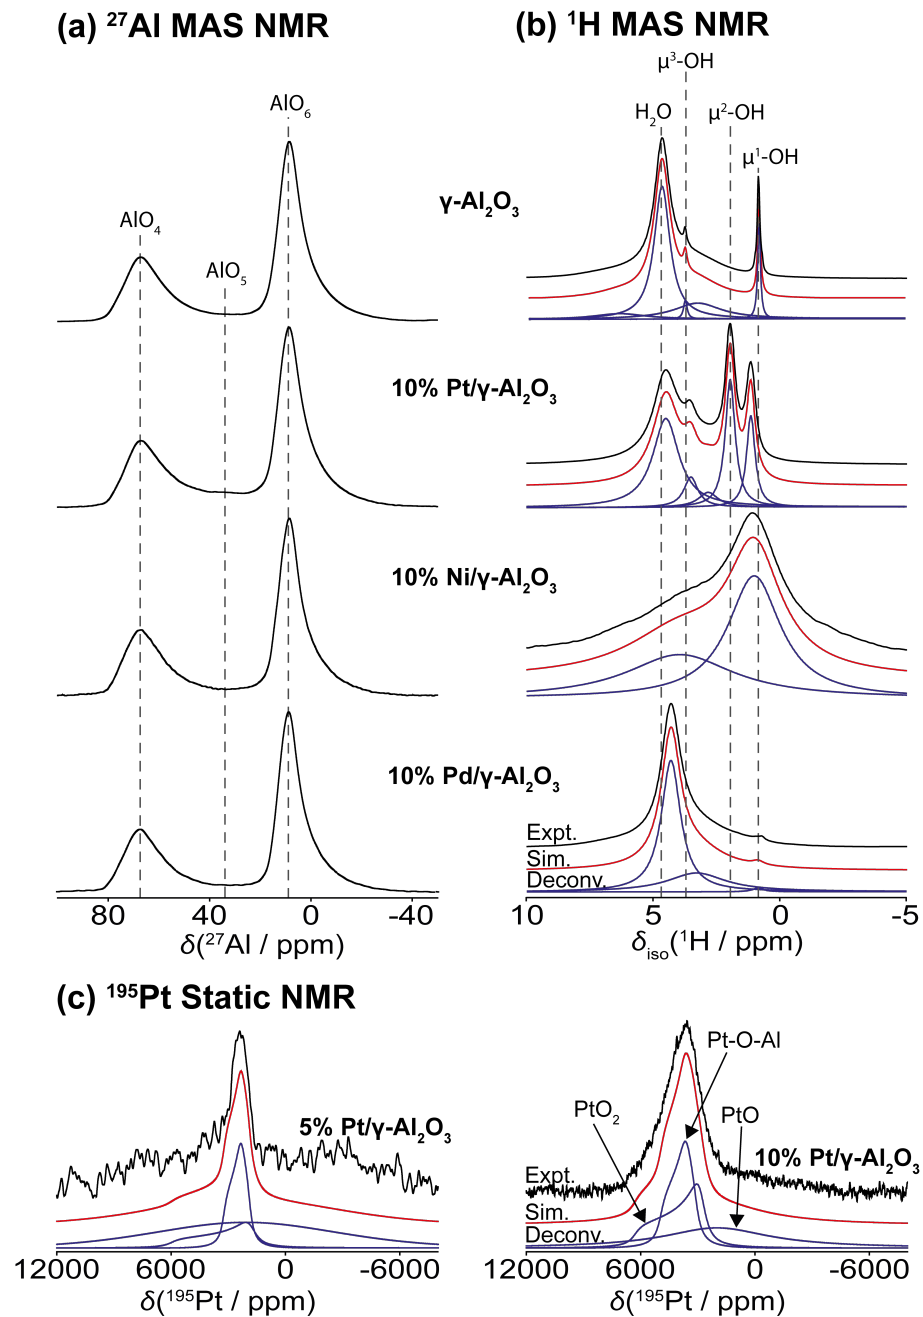 (a) ²⁷Al MAS NMR
(b) ¹H MAS NMR
AlO₄
AlO₅
AlO₆
H₂O
μ³-OH
μ²-OH
μ¹-OH
γ-Al₂O₃
10% Pt/γ-Al₂O₃
10% Ni/γ-Al₂O₃
10% Pd/γ-Al₂O₃
Expt.
Sim.
Deconv.
80 40 0 -40
δ(²⁷Al / ppm)
10 5 0 -5
δiso(¹H / ppm)
(c) ¹⁹⁵Pt Static NMR
5% Pt/γ-Al₂O₃
12000 6000 0 -6000
δ(¹⁹⁵Pt / ppm)
Pt-O-Al
PtO₂
PtO
10% Pt/γ-Al₂O₃
Expt.
Sim.
Deconv.
12000 6000 0 -6000
δ(¹⁹⁵Pt / ppm)